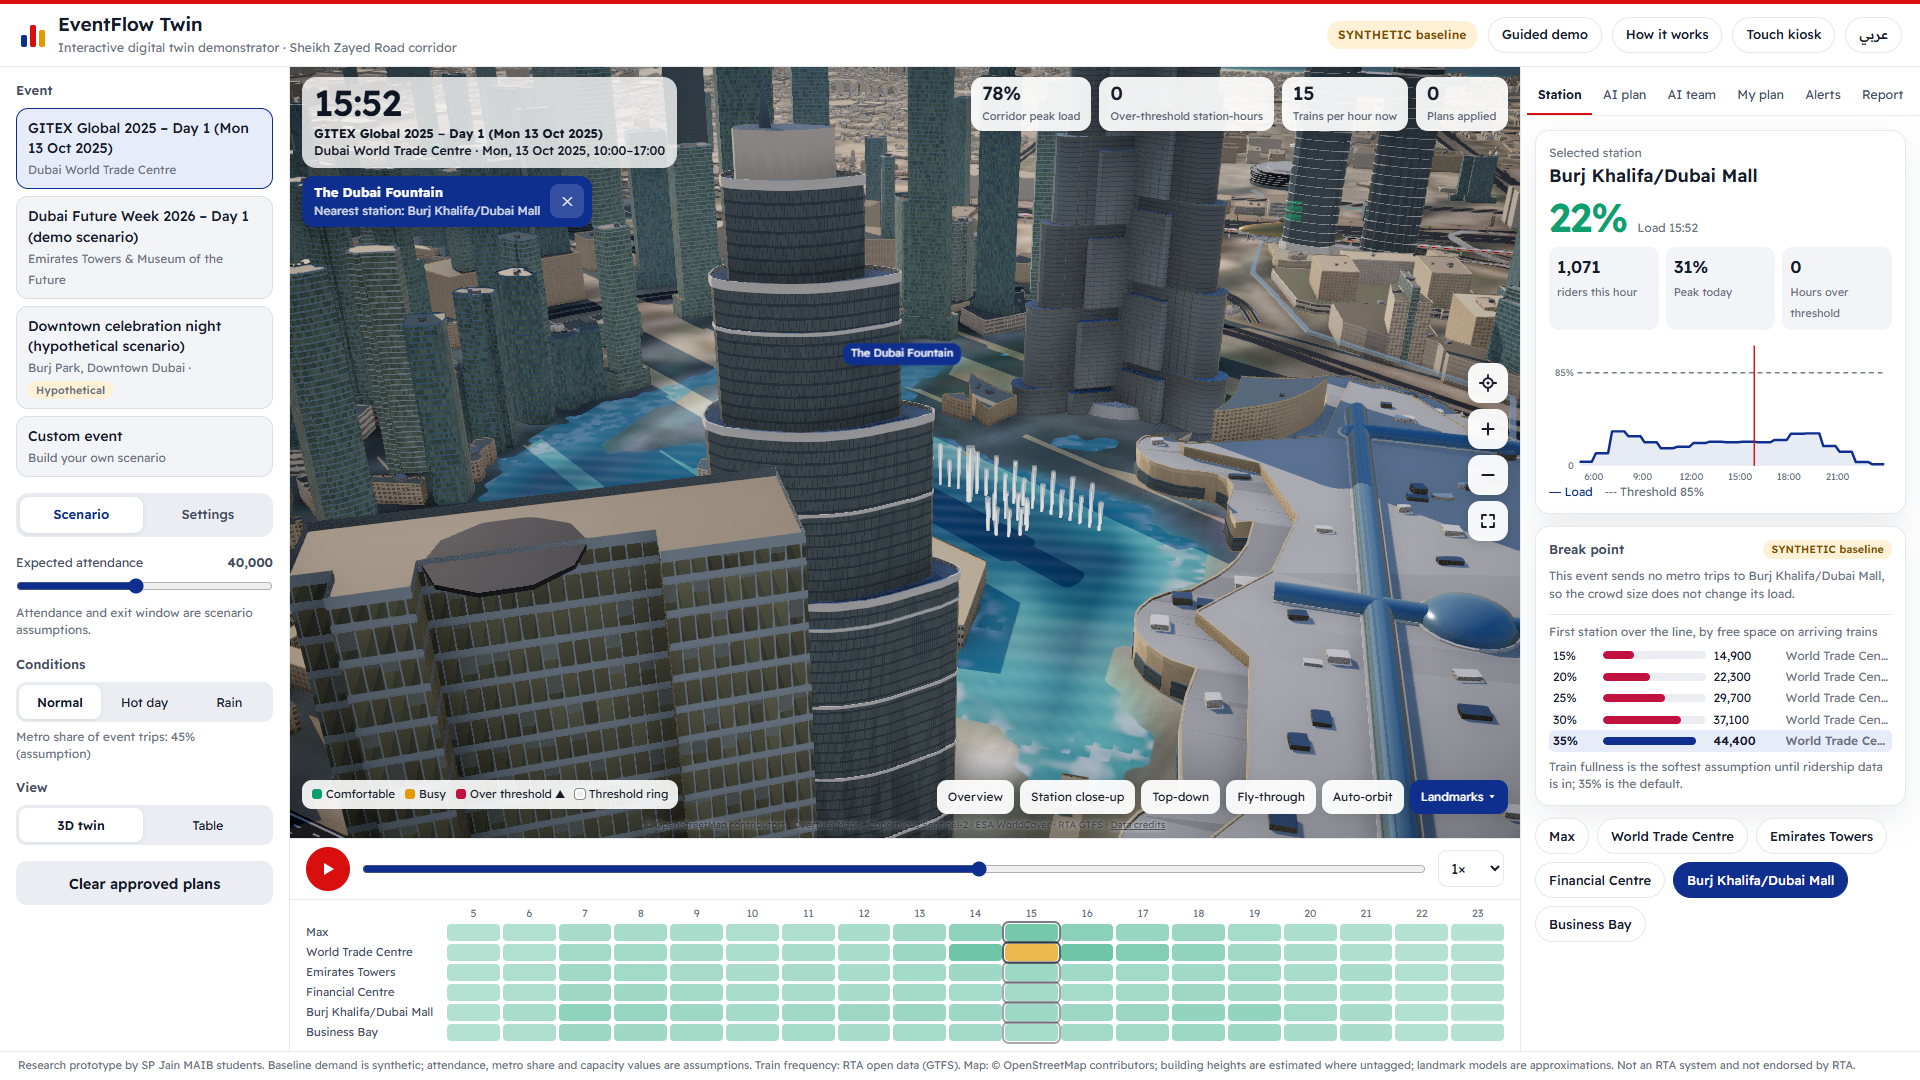 EventFlow Twin
Interactive digital twin demonstrator · Sheikh Zayed Road corridor
SYNTHETIC baseline
Guided demo
How it works
Touch kiosk
عربي
Event
GITEX Global 2025 – Day 1 (Mon
13 Oct 2025)
Dubai World Trade Centre
Dubai Future Week 2026 – Day 1
(demo scenario)
Emirates Towers & Museum of the
Future
Downtown celebration night
(hypothetical scenario)
Burj Park, Downtown Dubai ·
Hypothetical
Custom event
Build your own scenario
Scenario
Settings
Expected attendance
40,000
Attendance and exit window are scenario
assumptions.
Conditions
Normal
Hot day
Rain
Metro share of event trips: 45%
(assumption)
View
3D twin
Table
Clear approved plans
15:52
GITEX Global 2025 – Day 1 (Mon 13 Oct 2025)
Dubai World Trade Centre · Mon, 13 Oct 2025, 10:00–17:00
The Dubai Fountain
Nearest station: Burj Khalifa/Dubai Mall
×
78%
Corridor peak load
0
Over-threshold station-hours
15
Trains per hour now
0
Plans applied
The Dubai Fountain
Comfortable
Busy
Over threshold ▲
Threshold ring
Overview
Station close-up
Top-down
Fly-through
Auto-orbit
Landmarks
Sentinel-2 · ESA WorldCover · RTA GTFS · Data credits
1×
5 6 7 8 9 10 11 12 13 14 15 16 17 18 19 20 21 22 23
Max
World Trade Centre
Emirates Towers
Financial Centre
Burj Khalifa/Dubai Mall
Business Bay
Station
AI plan
AI team
My plan
Alerts
Report
Selected station
Burj Khalifa/Dubai Mall
22%
Load 15:52
1,071
riders this hour
31%
Peak today
0
Hours over
threshold
85%
0
6:00 9:00 12:00 15:00 18:00 21:00
— Load
--- Threshold 85%
Break point
SYNTHETIC baseline
This event sends no metro trips to Burj Khalifa/Dubai Mall,
so the crowd size does not change its load.
First station over the line, by free space on arriving trains
15% 14,900 World Trade Cen...
20% 22,300 World Trade Cen...
25% 29,700 World Trade Cen...
30% 37,100 World Trade Cen...
35% 44,400 World Trade Ce...
Train fullness is the softest assumption until ridership data
is in; 35% is the default.
Max
World Trade Centre
Emirates Towers
Financial Centre
Burj Khalifa/Dubai Mall
Business Bay
Research prototype by SP Jain MAIB students. Baseline demand is synthetic; attendance, metro share and capacity values are assumptions. Train frequency: RTA open data (GTFS). Map: © OpenStreetMap contributors; building heights are estimated where untagged; landmark models are approximations. Not an RTA system and not endorsed by RTA.